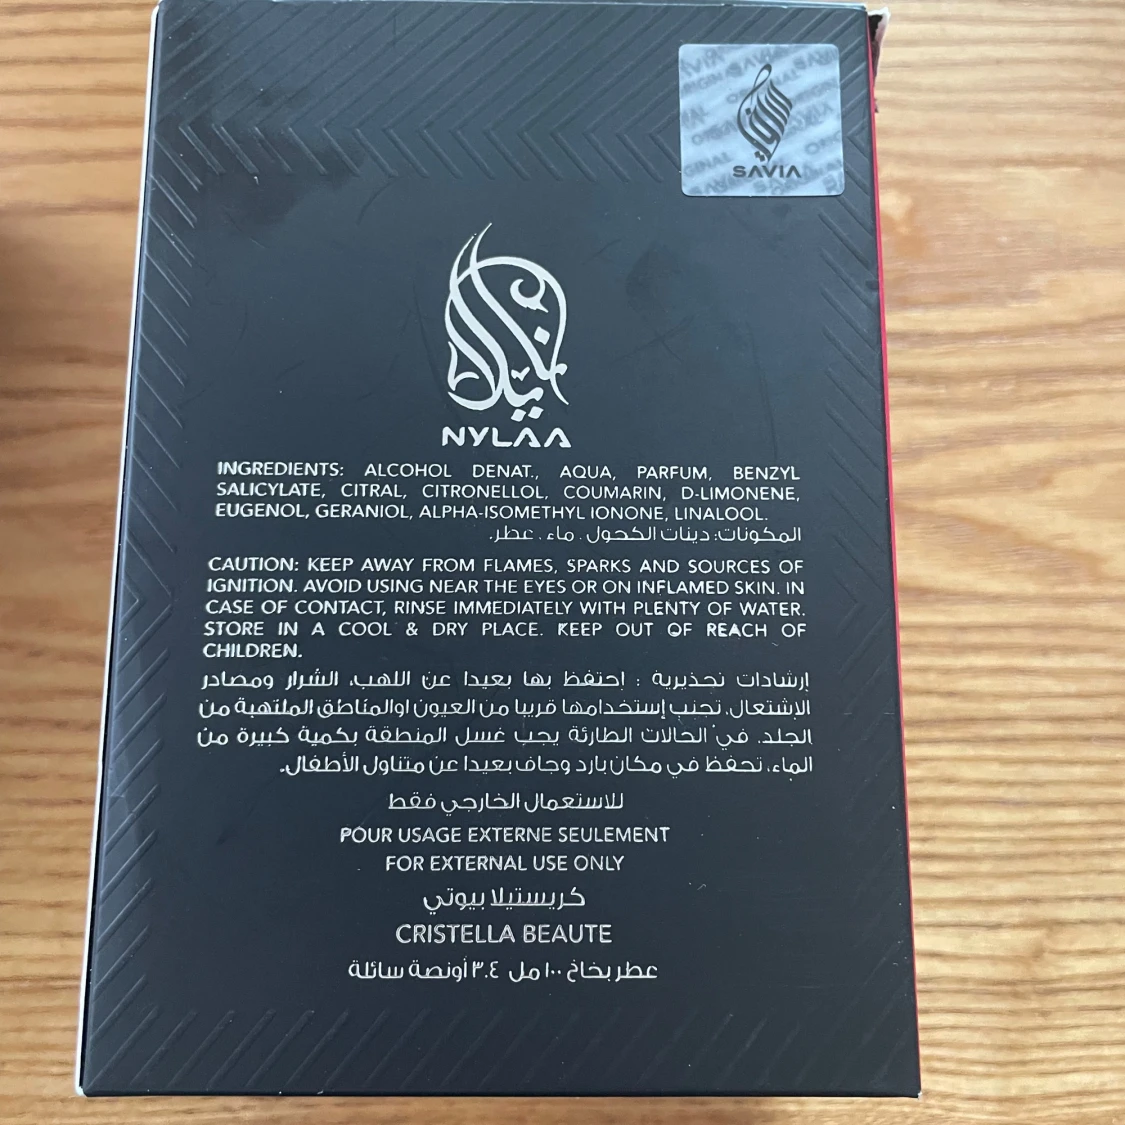 SAVIA
NYLAA
INGREDIENTS: ALCOHOL DENAT., AQUA, PARFUM, BENZYL
SALICYLATE, CITRAL, CITRONELLOL, COUMARIN, D-LIMONENE,
EUGENOL, GERANIOL, ALPHA-ISOMETHYL IONONE, LINALOOL.
المكونات: دينات الكحول . ماء . عطر.
CAUTION: KEEP AWAY FROM FLAMES, SPARKS AND SOURCES OF
IGNITION. AVOID USING NEAR THE EYES OR ON INFLAMED SKIN. IN
CASE OF CONTACT, RINSE IMMEDIATELY WITH PLENTY OF WATER.
STORE IN A COOL & DRY PLACE. KEEP OUT OF REACH OF
CHILDREN.
إرشادات تحذيرية : إحتفظ بها بعيدا عن اللهب، الشرار ومصادر
الإشتعال. تجنب إستخدامها قريبا من العيون اوالمناطق الملتهبة من
الجلد. في الحالات الطارئة يجب غسل المنطقة بكمية كبيرة من
الماء. تحفظ في مكان بارد وجاف بعيدا عن متناول الأطفال.
للاستعمال الخارجي فقط
POUR USAGE EXTERNE SEULEMENT
FOR EXTERNAL USE ONLY
كريستيلا بيوتي
CRISTELLA BEAUTE
عطر بخاخ ١٠٠ مل ٣.٤ أونصة سائلة